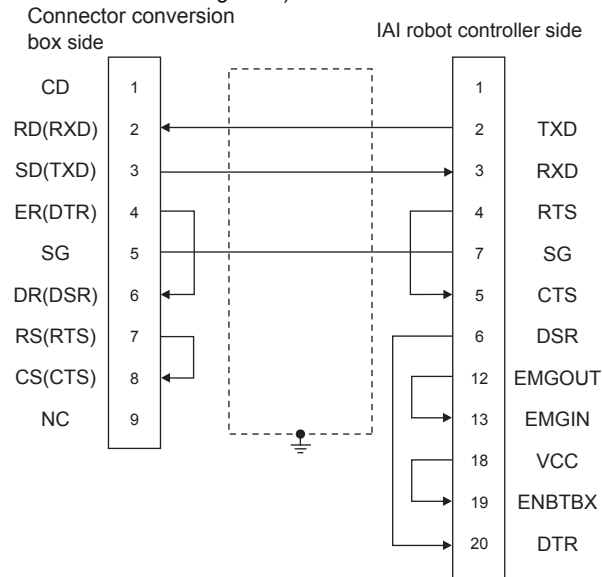 Connector conversion
box side
IAI robot controller side
CD 1 1
RD(RXD) 2 2 TXD
SD(TXD) 3 3 RXD
ER(DTR) 4 4 RTS
SG 5 7 SG
DR(DSR) 6 5 CTS
RS(RTS) 7 6 DSR
CS(CTS) 8 12 EMGOUT
NC 9 13 EMGIN
18 VCC
19 ENBTBX
20 DTR